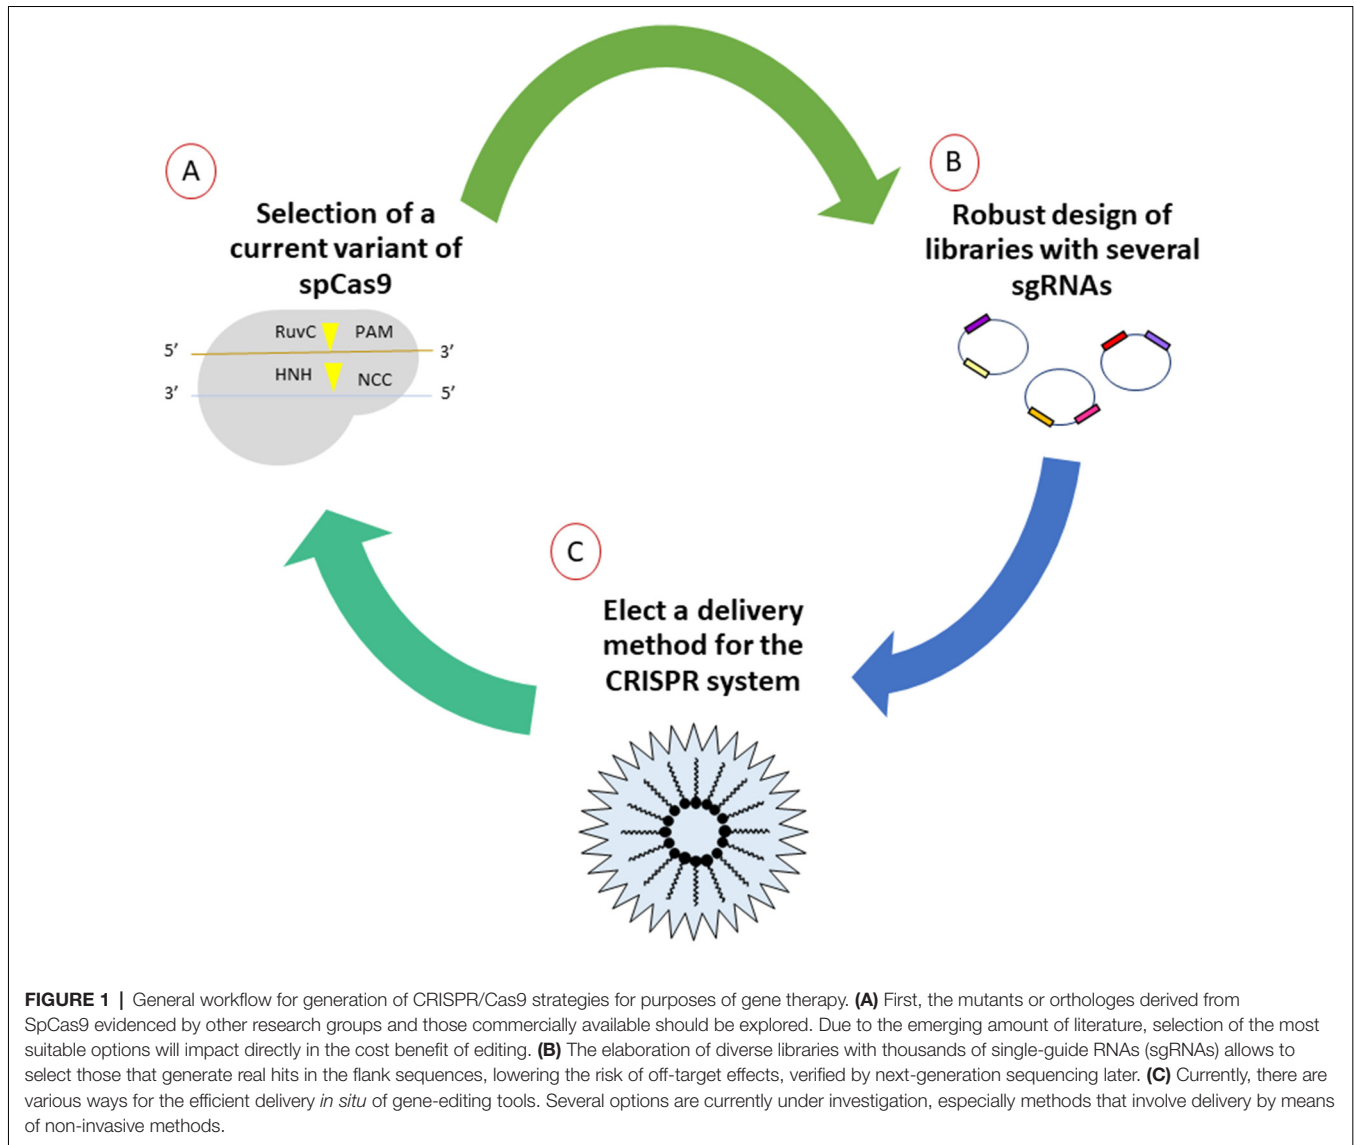 A
Selection of a
current variant of
spCas9
RuvC PAM
5’ 3’
HNH NCC
3’ 5’
B
Robust design of
libraries with several
sgRNAs
C
Elect a delivery
method for the
CRISPR system
FIGURE 1 | General workflow for generation of CRISPR/Cas9 strategies for purposes of gene therapy. (A) First, the mutants or orthologes derived from
SpCas9 evidenced by other research groups and those commercially available should be explored. Due to the emerging amount of literature, selection of the most
suitable options will impact directly in the cost benefit of editing. (B) The elaboration of diverse libraries with thousands of single-guide RNAs (sgRNAs) allows to
select those that generate real hits in the flank sequences, lowering the risk of off-target effects, verified by next-generation sequencing later. (C) Currently, there are
various ways for the efficient delivery in situ of gene-editing tools. Several options are currently under investigation, especially methods that involve delivery by means
of non-invasive methods.